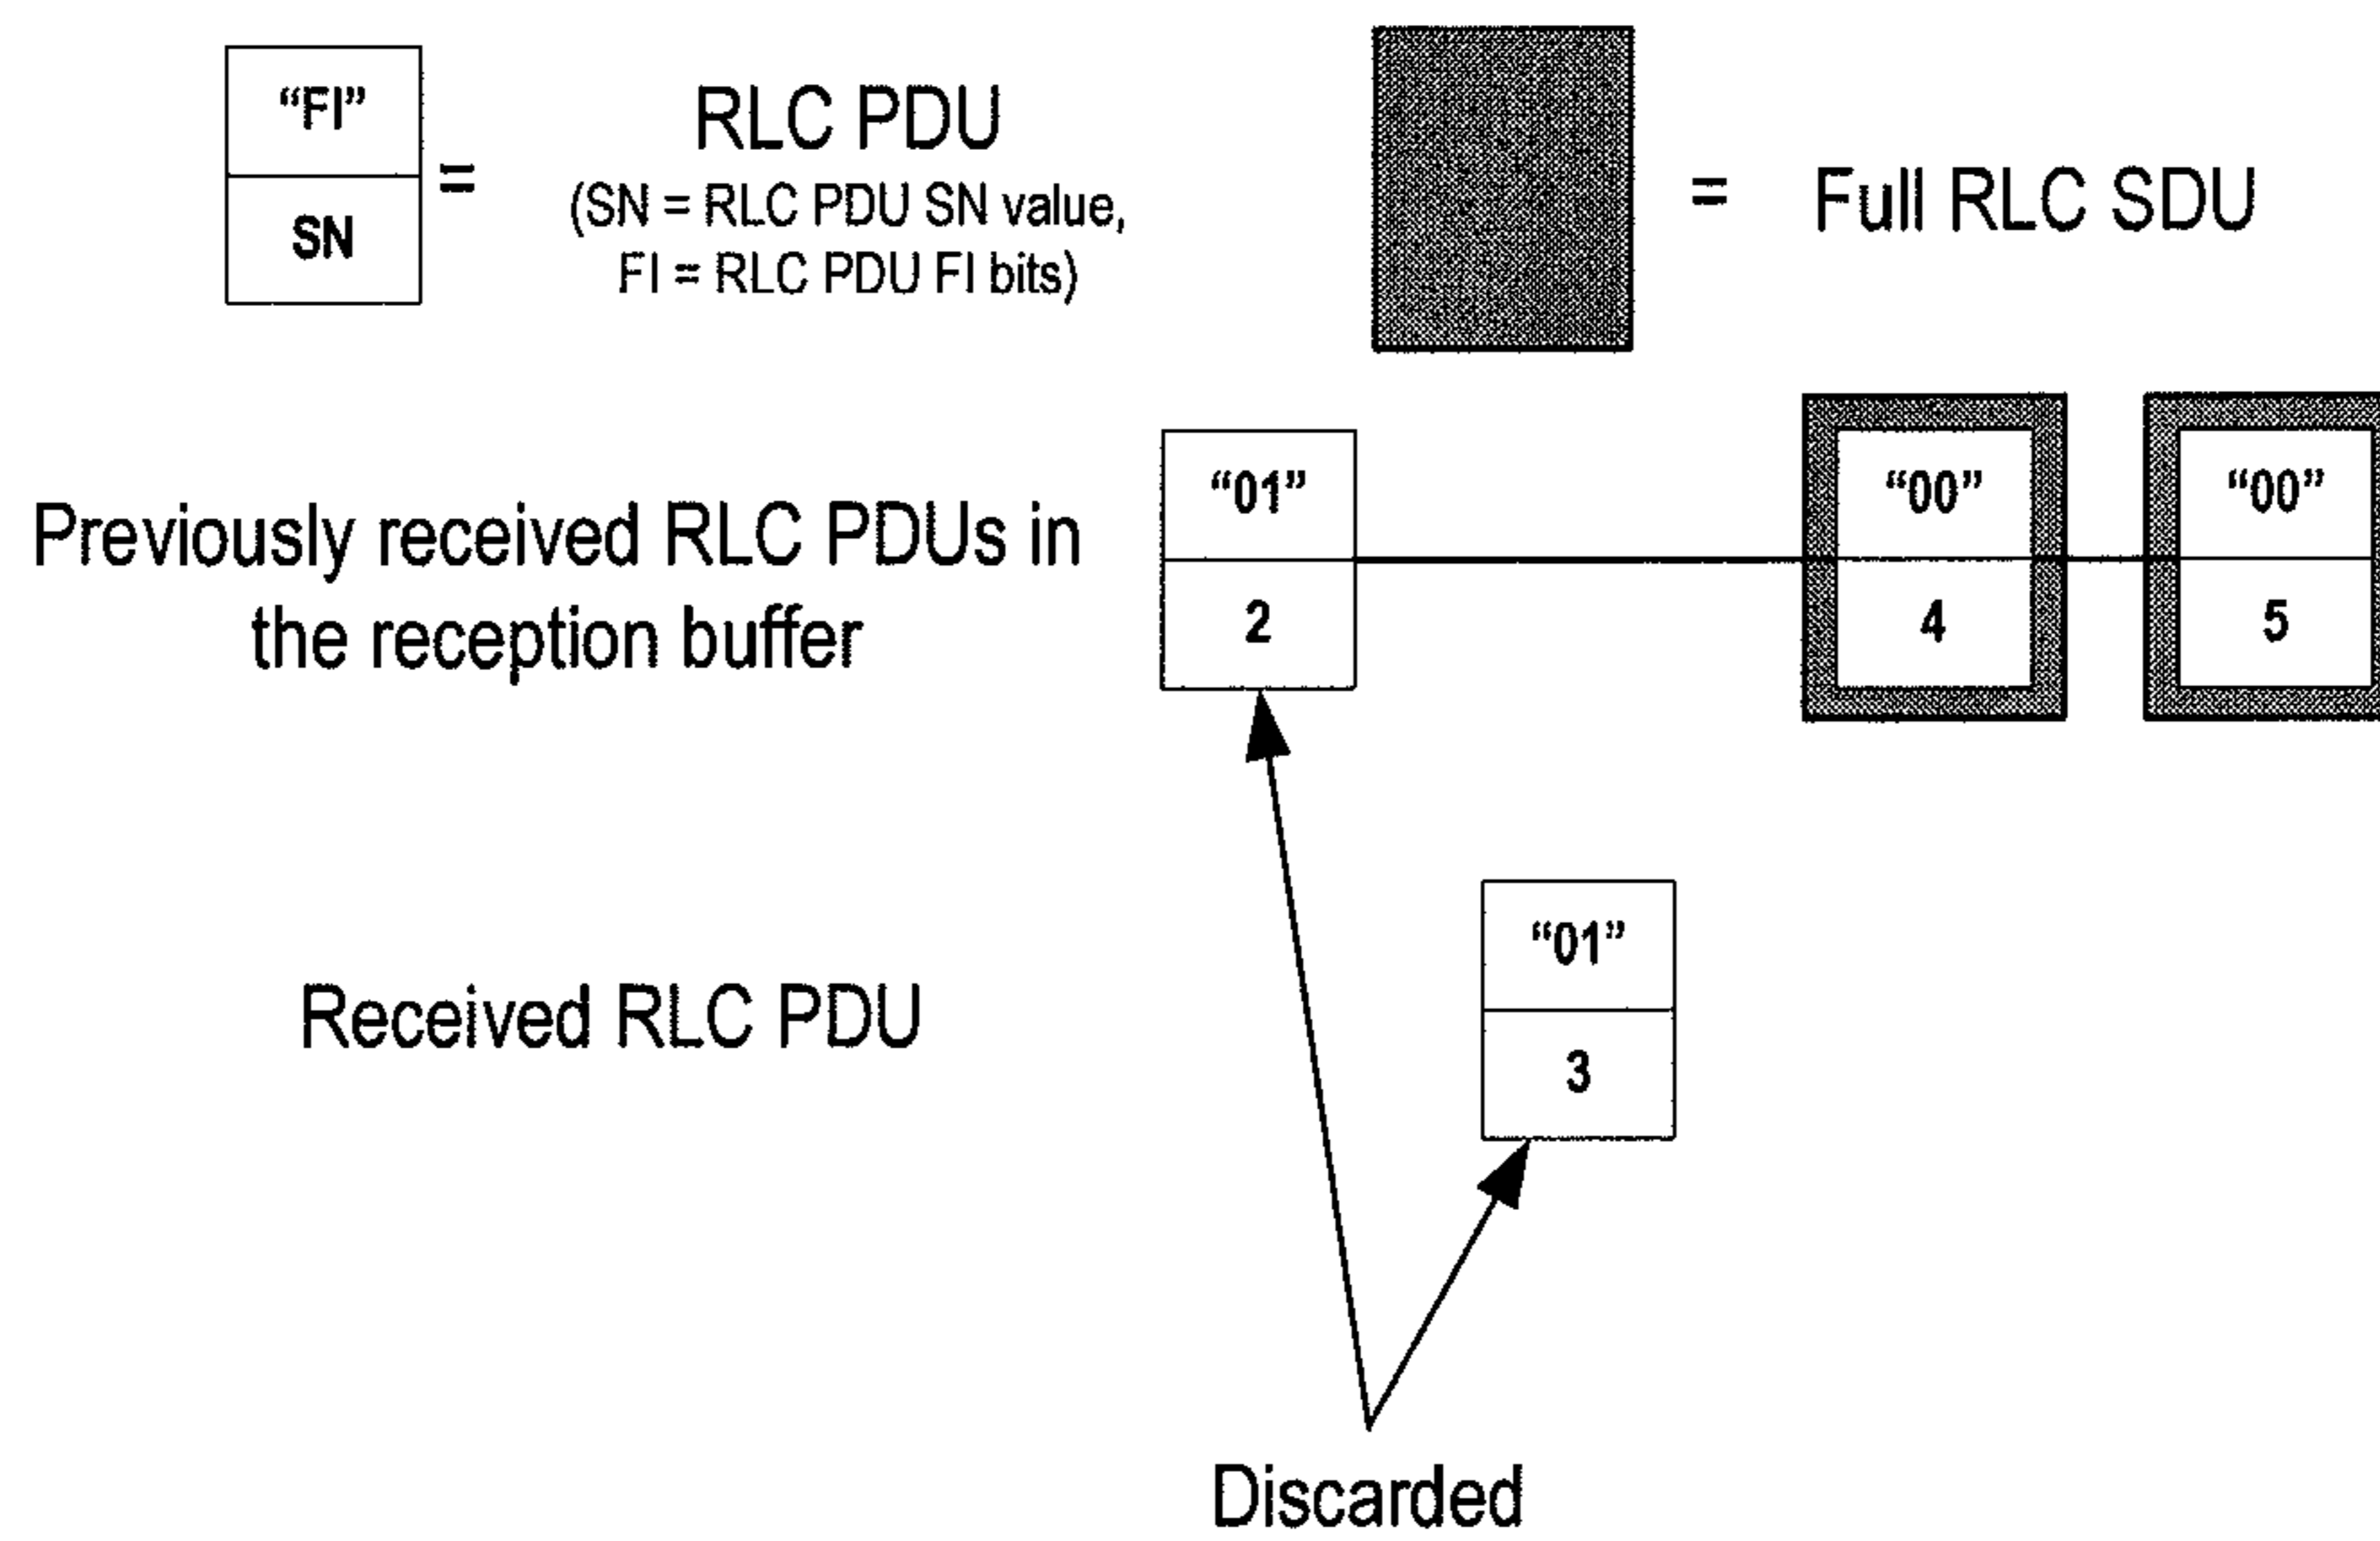 “FI”
SN
=
RLC PDU
(SN = RLC PDU SN value,
FI = RLC PDU FI bits)
= Full RLC SDU
Previously received RLC PDUs in
the reception buffer
“01”
2
“00”
4
“00”
5
Received RLC PDU
“01”
3
Discarded